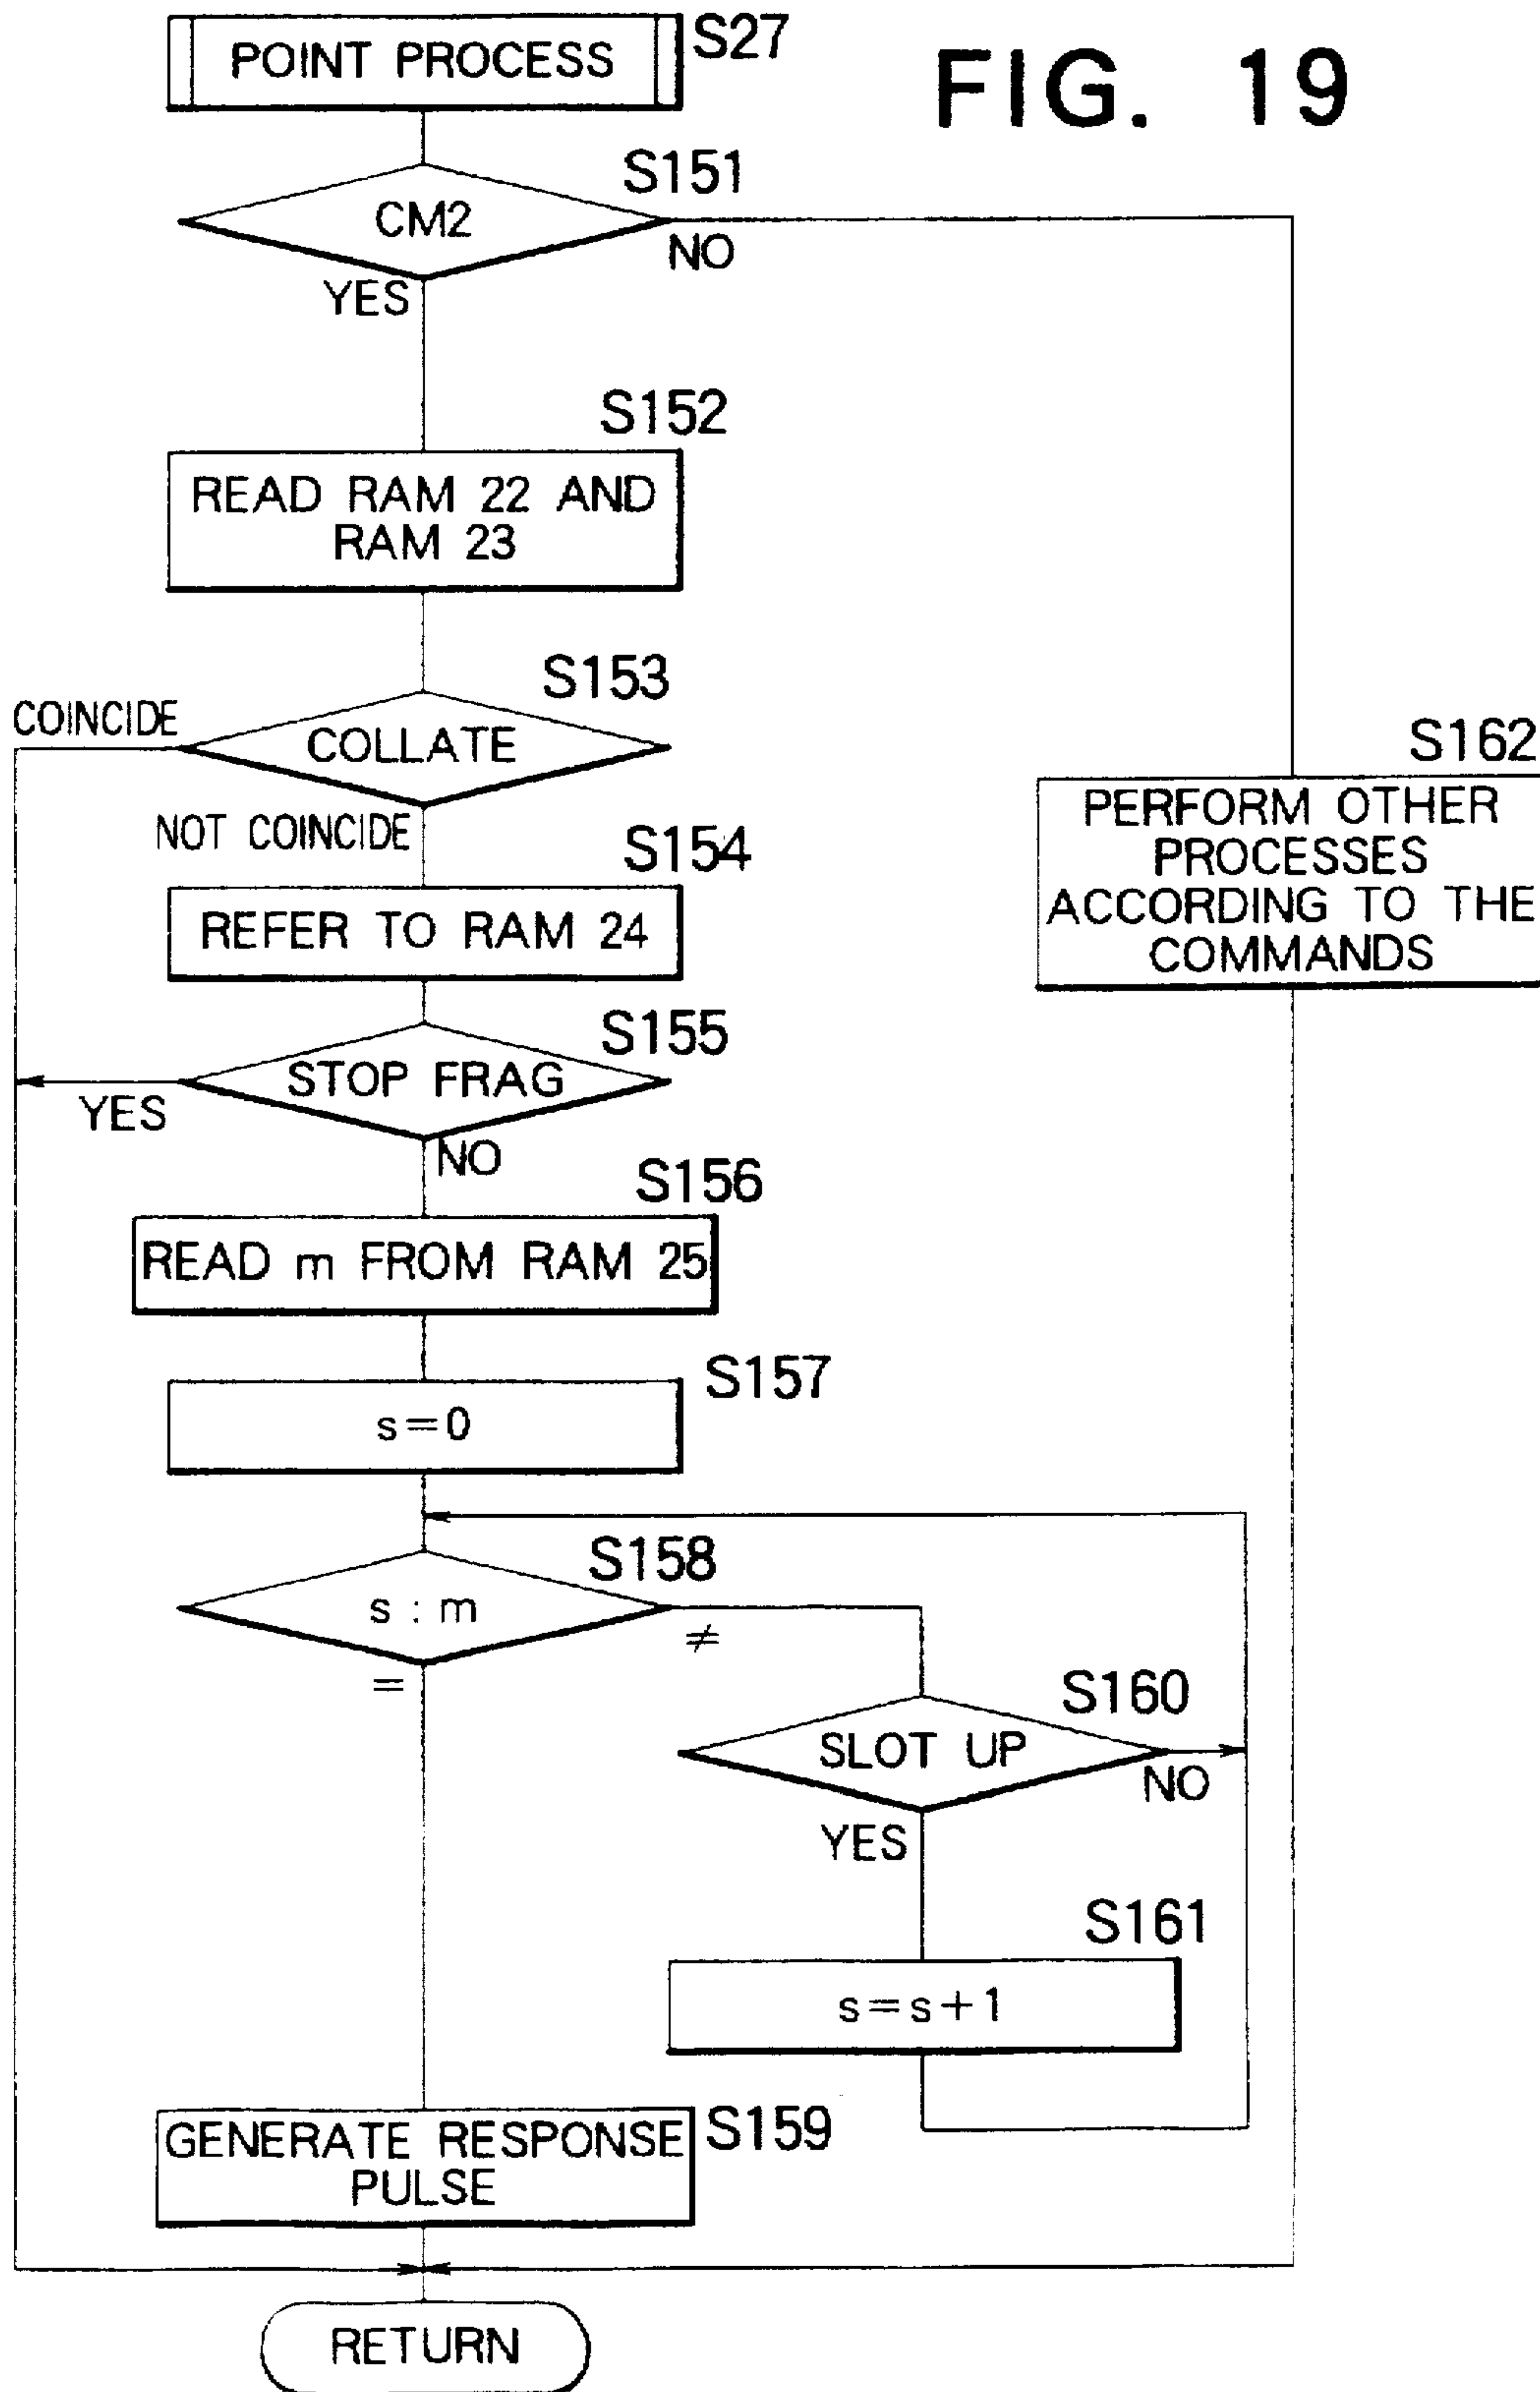 POINT PROCESS
S27
FIG. 19
S151
CM2
NO
YES
S152
READ RAM 22 AND
RAM 23
S153
COINCIDE
COLLATE
NOT COINCIDE
S154
REFER TO RAM 24
S155
STOP FRAG
YES
NO
S156
READ m FROM RAM 25
S157
s=0
S158
s : m
≠
=
S160
SLOT UP
NO
YES
S161
s=s+1
S162
PERFORM OTHER
PROCESSES
ACCORDING TO THE
COMMANDS
GENERATE RESPONSE
PULSE
S159
RETURN